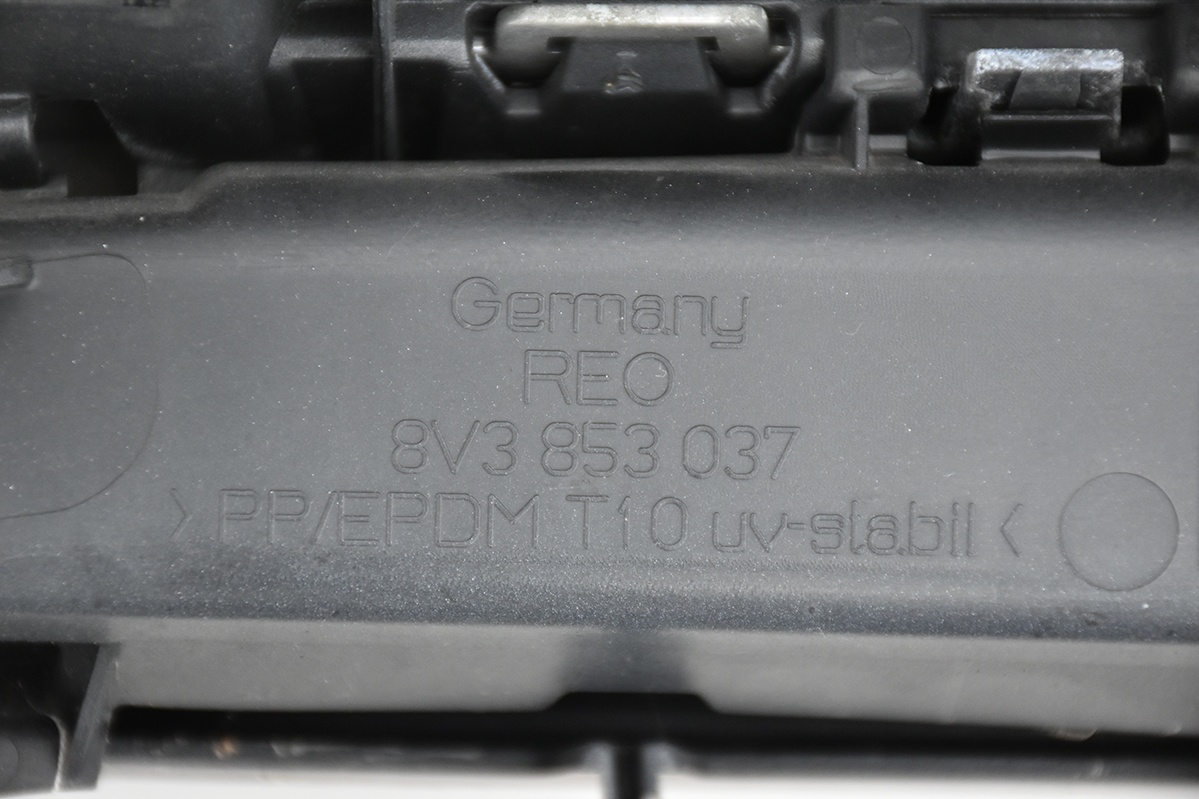 Germany
REO
8V3 853 037
>PP/EPDM T10 uv-stabil<